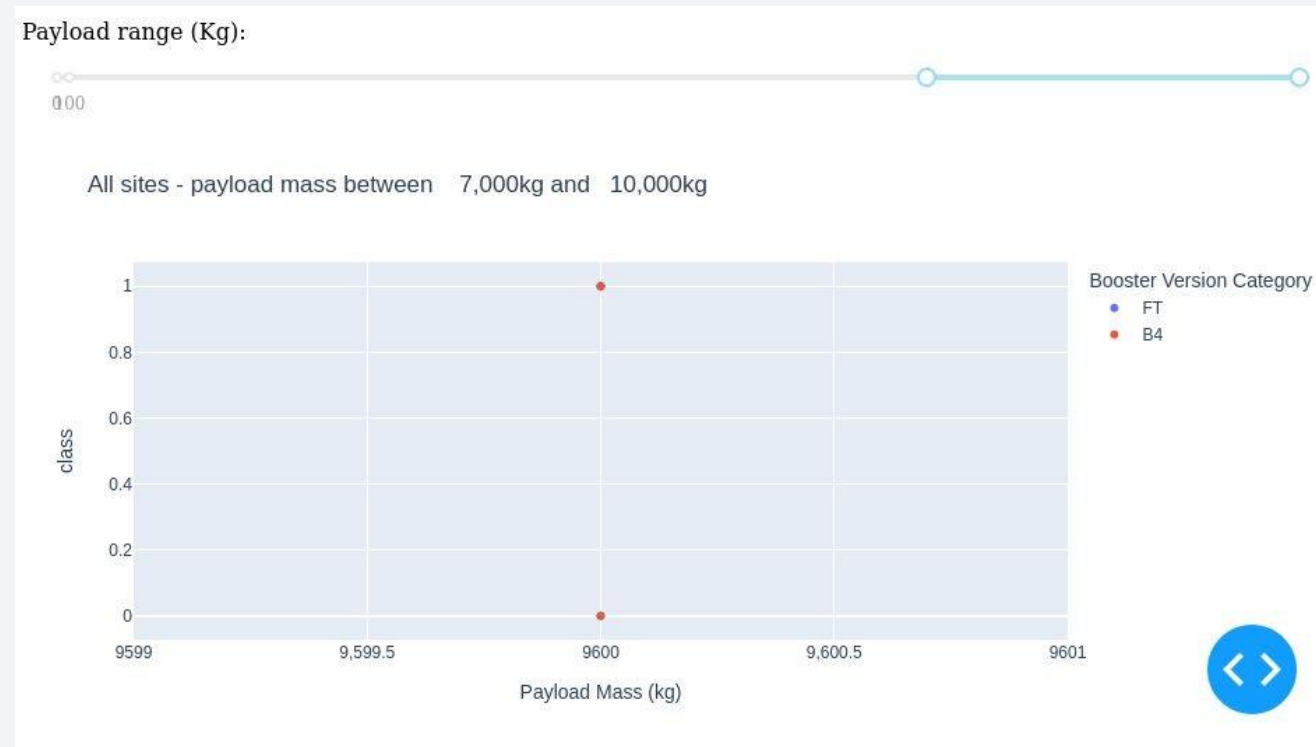 Payload range (Kg):
0 100
All sites - payload mass between 7,000kg and 10,000kg
Booster Version Category
FT
B4
1
0.8
0.6
0.4
0.2
0
class
9599 9,599.5 9600 9,600.5 9601
Payload Mass (kg)